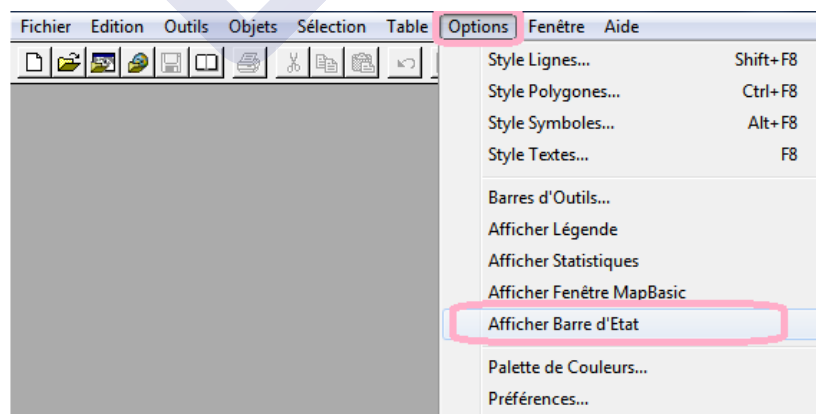 Fichier Edition Outils Objets Sélection Table Options Fenêtre Aide
Style Lignes... Shift+F8
Style Polygones... Ctrl+F8
Style Symboles... Alt+F8
Style Textes... F8
Barres d'Outils...
Afficher Légende
Afficher Statistiques
Afficher Fenêtre MapBasic
Afficher Barre d'Etat
Palette de Couleurs...
Préférences...